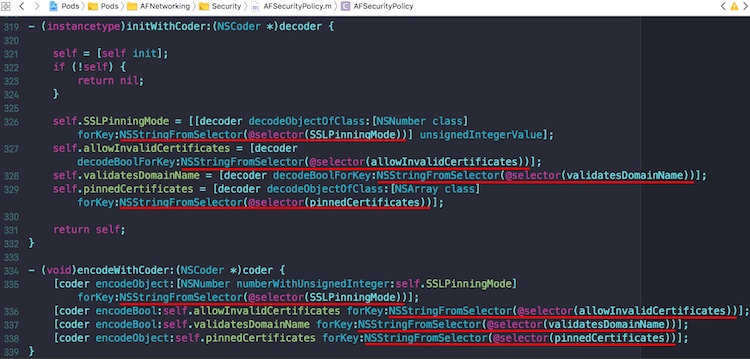 Pods 〉 Pods 〉 AFNetworking 〉 Security 〉 m AFSecurityPolicy.m 〉 C AFSecurityPolicy
319 - (instancetype)initWithCoder:(NSCoder *)decoder {
320
321 self = [self init];
322 if (!self) {
323 return nil;
324 }
325
326 self.SSLPinningMode = [[decoder decodeObjectOfClass:[NSNumber class]
forKey:NSStringFromSelector(@selector(SSLPinningMode))] unsignedIntegerValue];
327 self.allowInvalidCertificates = [decoder
decodeBoolForKey:NSStringFromSelector(@selector(allowInvalidCertificates))];
328 self.validatesDomainName = [decoder decodeBoolForKey:NSStringFromSelector(@selector(validatesDomainName))];
329 self.pinnedCertificates = [decoder decodeObjectOfClass:[NSArray class]
forKey:NSStringFromSelector(@selector(pinnedCertificates))];
330
331 return self;
332 }
333
334 - (void)encodeWithCoder:(NSCoder *)coder {
335 [coder encodeObject:[NSNumber numberWithUnsignedInteger:self.SSLPinningMode]
forKey:NSStringFromSelector(@selector(SSLPinningMode))];
336 [coder encodeBool:self.allowInvalidCertificates forKey:NSStringFromSelector(@selector(allowInvalidCertificates))];
337 [coder encodeBool:self.validatesDomainName forKey:NSStringFromSelector(@selector(validatesDomainName))];
338 [coder encodeObject:self.pinnedCertificates forKey:NSStringFromSelector(@selector(pinnedCertificates))];
339 }